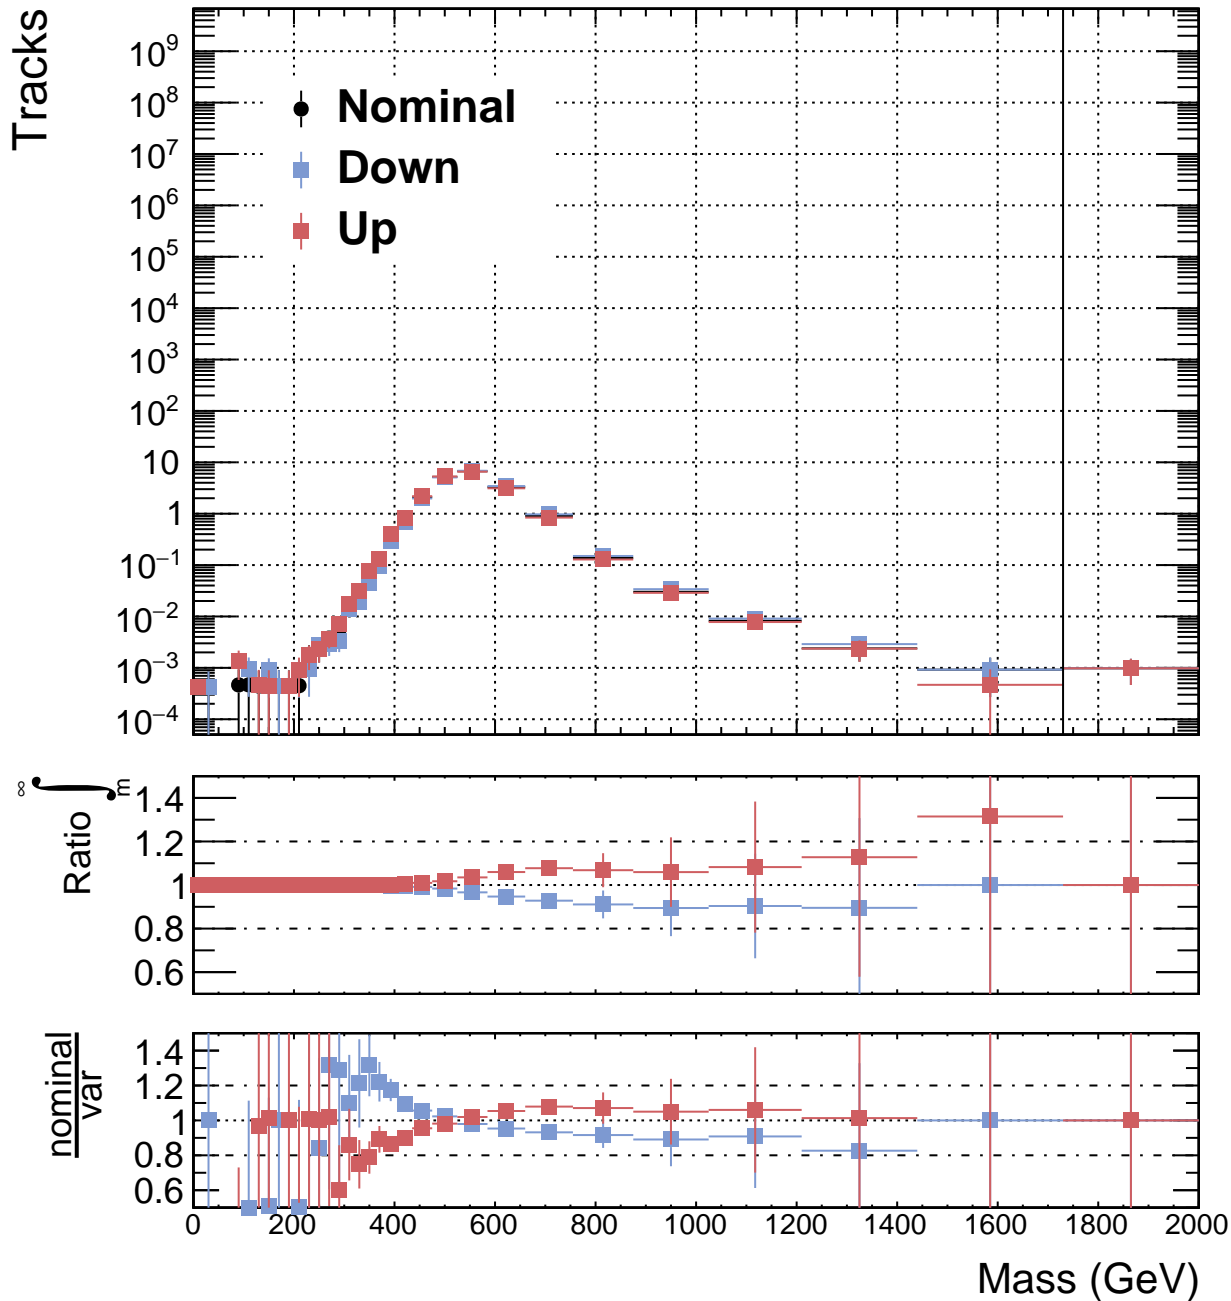 Tracks
10⁹
10⁸
10⁷
10⁶
10⁵
10⁴
10³
10²
10
1
10⁻¹
10⁻²
10⁻³
10⁻⁴
Nominal
Down
Up
Ratio ∫ₘ^∞
1.4
1.2
1
0.8
0.6
nominal
var
1.4
1.2
1
0.8
0.6
0 200 400 600 800 1000 1200 1400 1600 1800 2000
Mass (GeV)